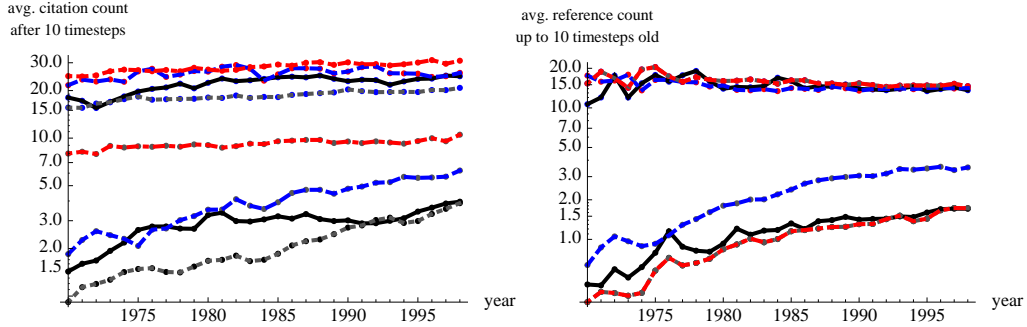 avg. citation count
after 10 timesteps
30.0
20.0
15.0
10.0
7.0
5.0
3.0
2.0
1.5
1975 1980 1985 1990 1995
year
avg. reference count
up to 10 timesteps old
20.0
15.0
10.0
7.0
5.0
3.0
2.0
1.5
1.0
1975 1980 1985 1990 1995
year